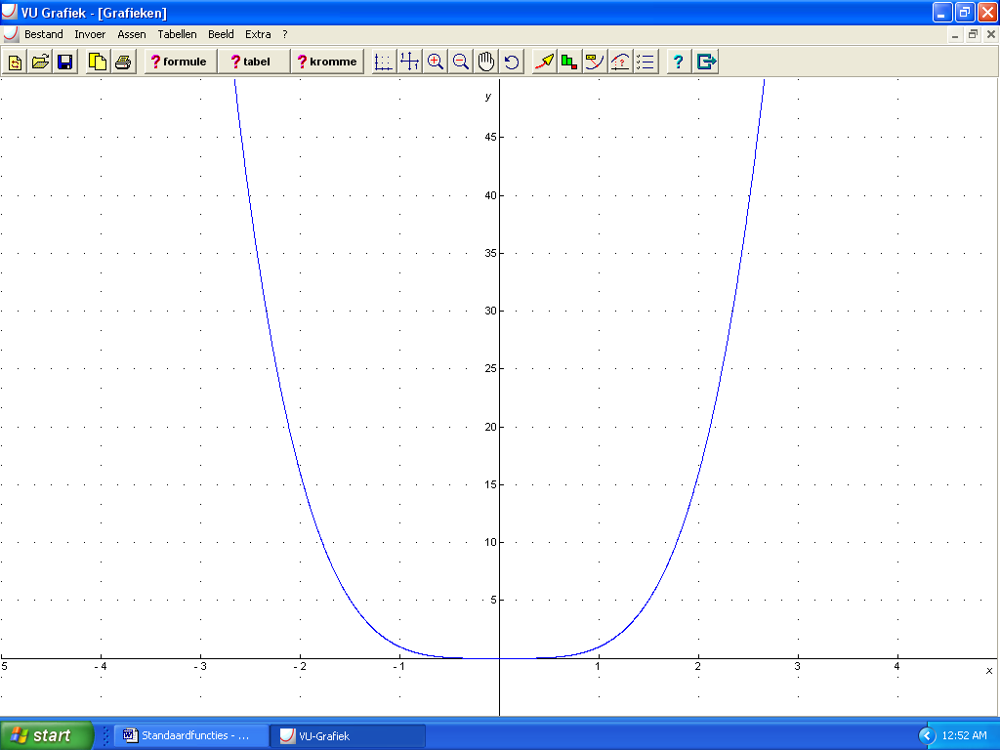 VU Grafiek - [Grafieken]
Bestand Invoer Assen Tabellen Beeld Extra ?
? formule ? tabel ? kromme ?
y
45
40
35
30
25
20
15
10
5
5 -4 -3 -2 -1 1 2 3 4
x
start Standaardfuncties - ... VU-Grafiek 12:52 AM